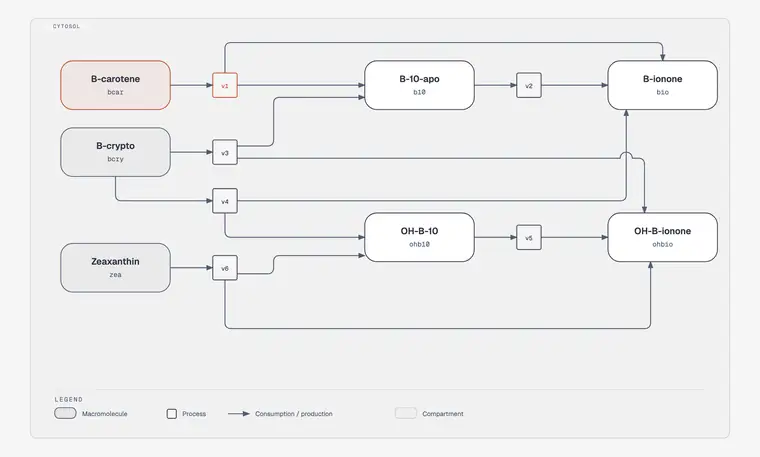 CYTOSOL
B-carotene
bcar
v1
B-10-apo
b10
v2
B-ionone
bio
B-crypto
bcry
v3
v4
OH-B-10
ohb10
v5
OH-B-ionone
ohbio
Zeaxanthin
zea
v6
LEGEND
Macromolecule
Process
Consumption / production
Compartment